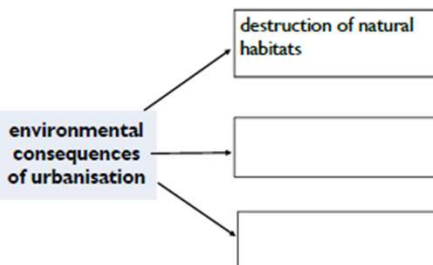 destruction of natural
habitats
environmental
consequences
of urbanisation